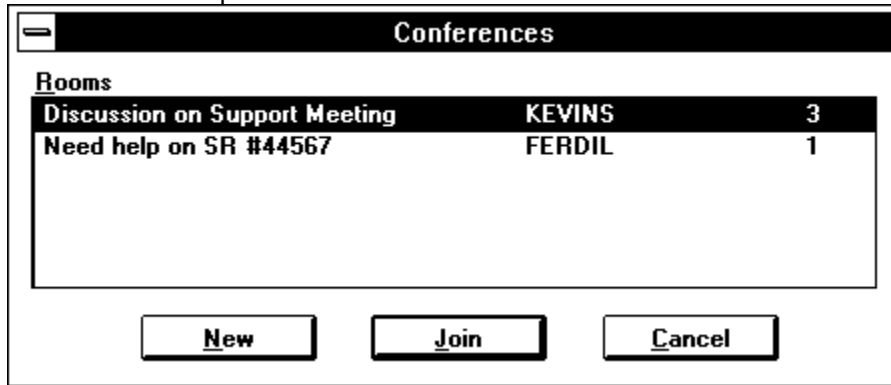 Conferences
Rooms
Discussion on Support Meeting KEVINS 3
Need help on SR #44567 FERDIL 1
New Join Cancel